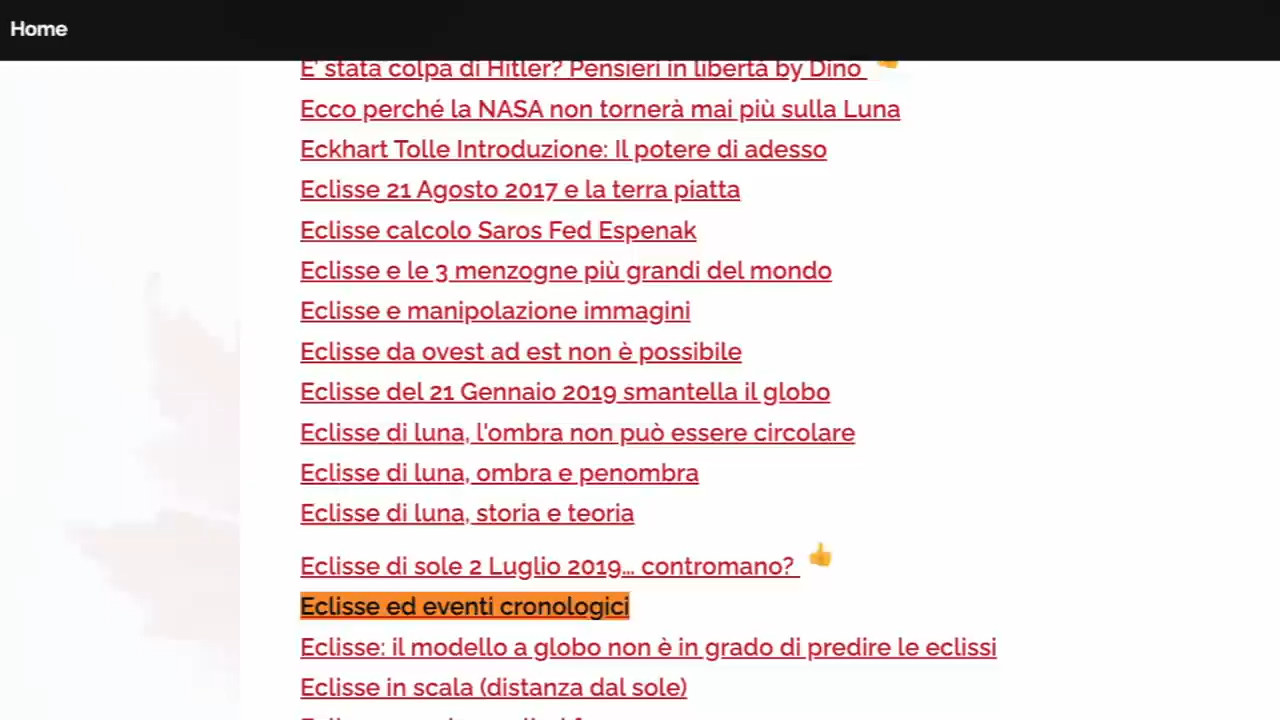 Home
E' stata colpa di Hitler? Pensieri in libertà by Dino
Ecco perché la NASA non tornerà mai più sulla Luna
Eckhart Tolle Introduzione: Il potere di adesso
Eclisse 21 Agosto 2017 e la terra piatta
Eclisse calcolo Saros Fed Espenak
Eclisse e le 3 menzogne più grandi del mondo
Eclisse e manipolazione immagini
Eclisse da ovest ad est non è possibile
Eclisse del 21 Gennaio 2019 smantella il globo
Eclisse di luna, l'ombra non può essere circolare
Eclisse di luna, ombra e penombra
Eclisse di luna, storia e teoria
Eclisse di sole 2 Luglio 2019... contromano?
Eclisse ed eventi cronologici
Eclisse: il modello a globo non è in grado di predire le eclissi
Eclisse in scala (distanza dal sole)